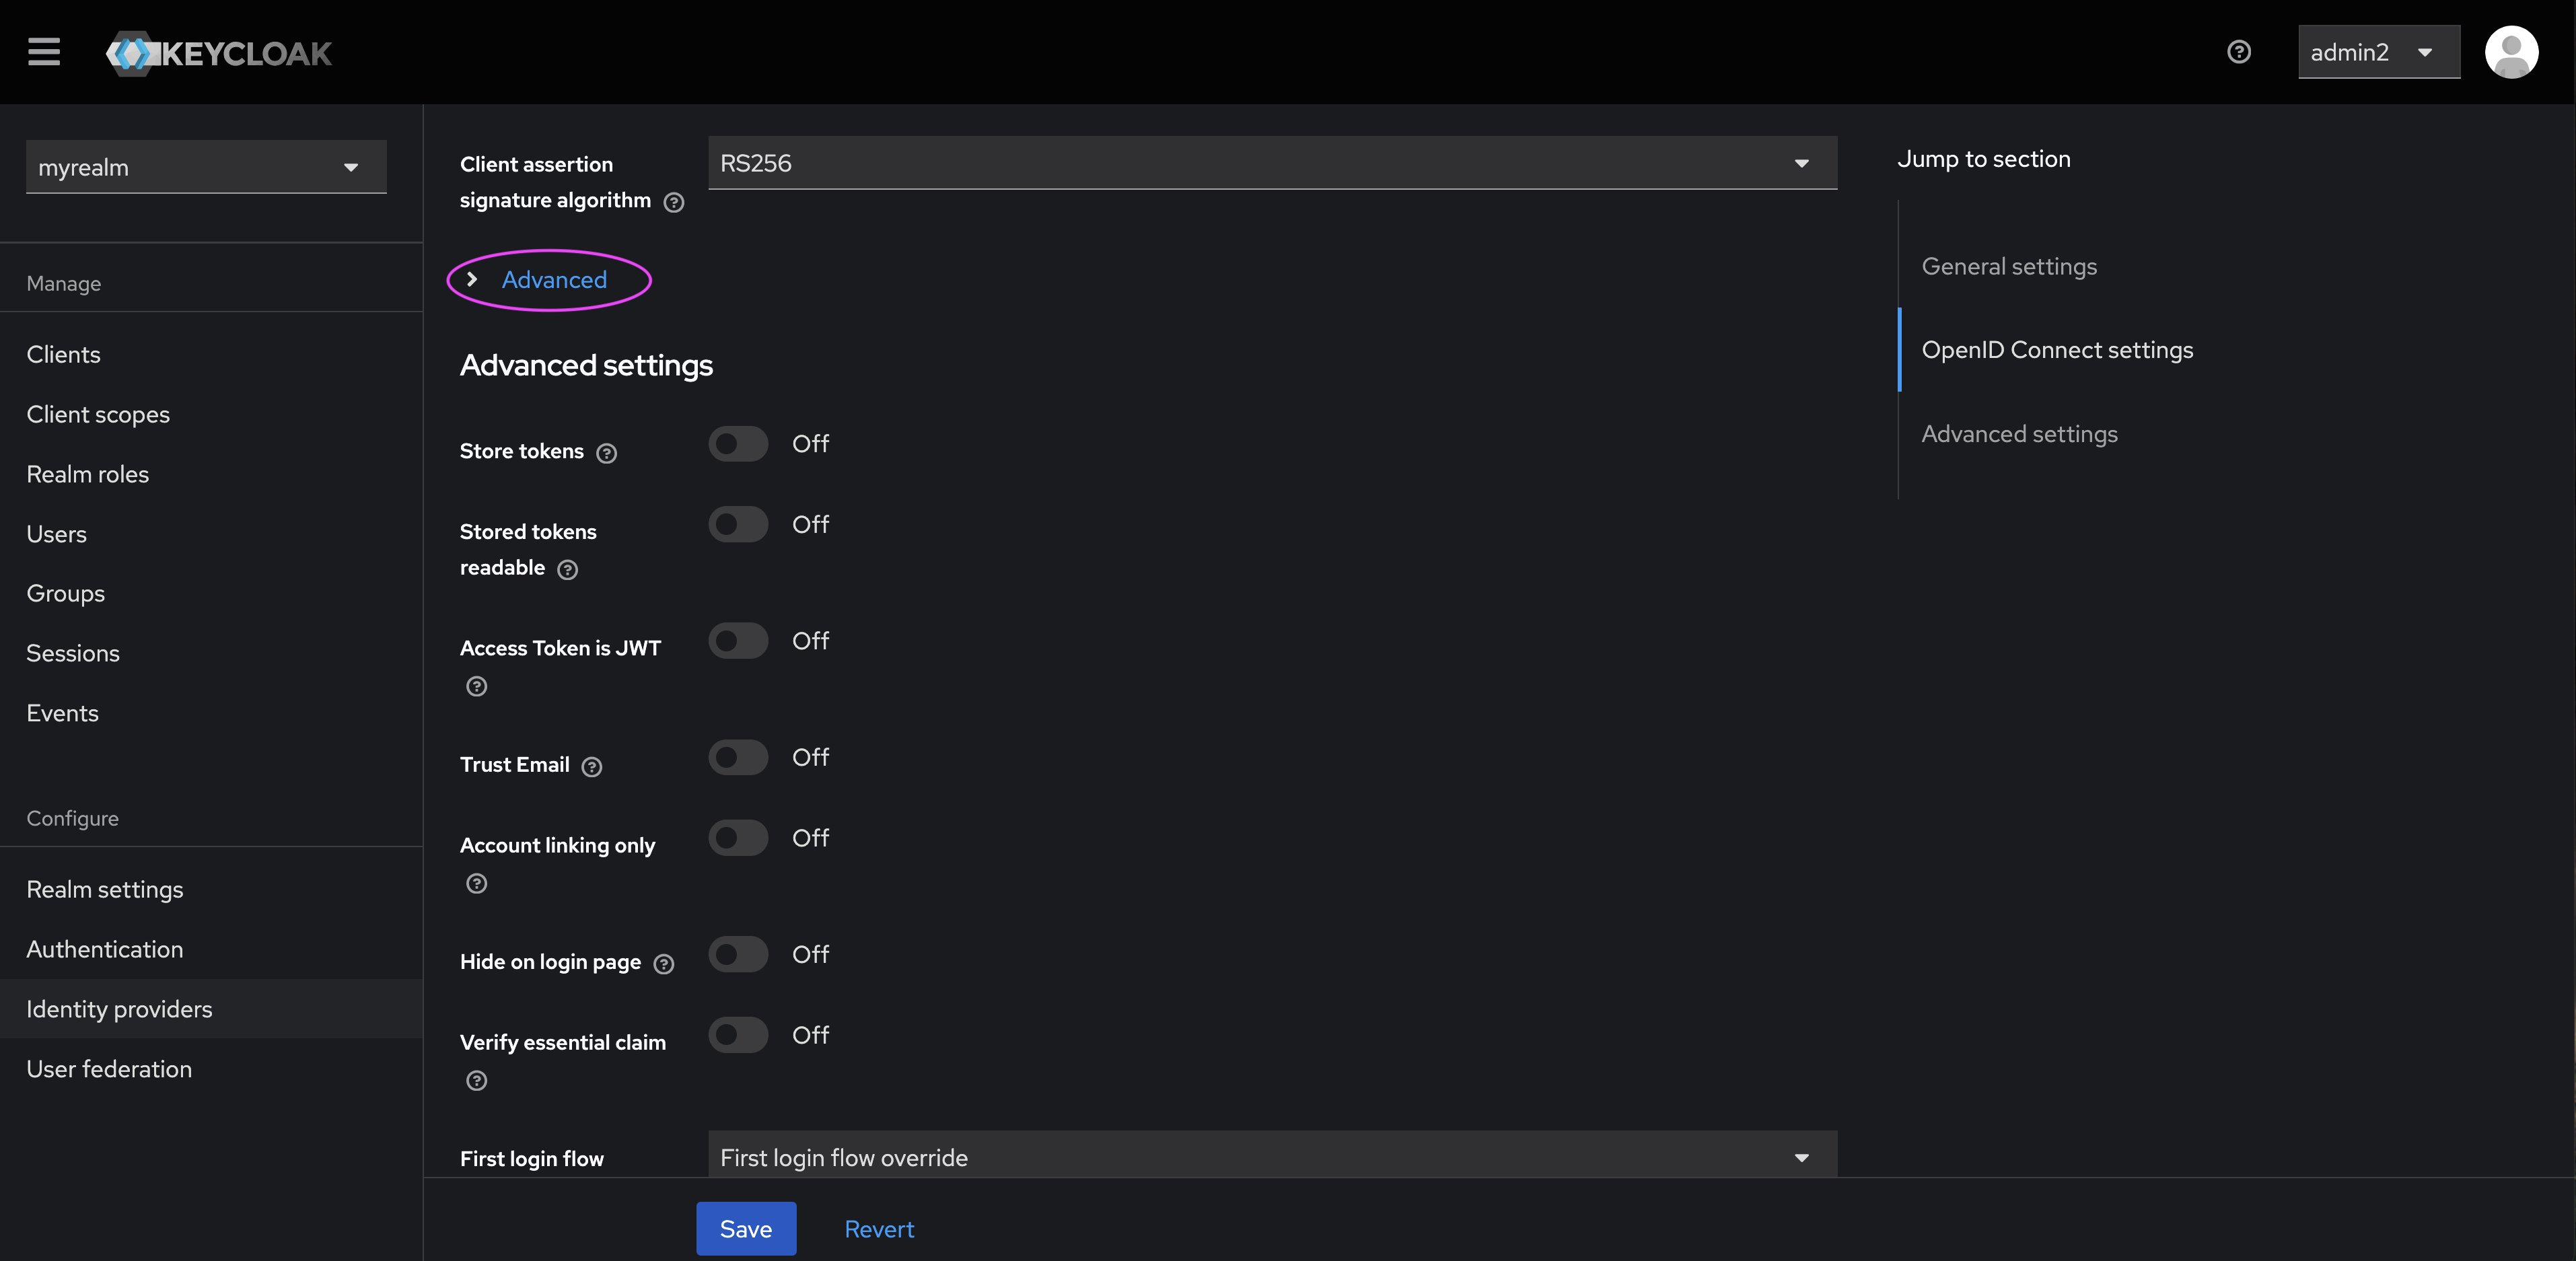 KEYCLOAK
admin2
myrealm
Manage
Clients
Client scopes
Realm roles
Users
Groups
Sessions
Events
Configure
Realm settings
Authentication
Identity providers
User federation
Client assertion
signature algorithm
RS256
Advanced
Advanced settings
Store tokens
Off
Stored tokens
readable
Off
Access Token is JWT
Off
Trust Email
Off
Account linking only
Off
Hide on login page
Off
Verify essential claim
Off
First login flow
First login flow override
Save
Revert
Jump to section
General settings
OpenID Connect settings
Advanced settings